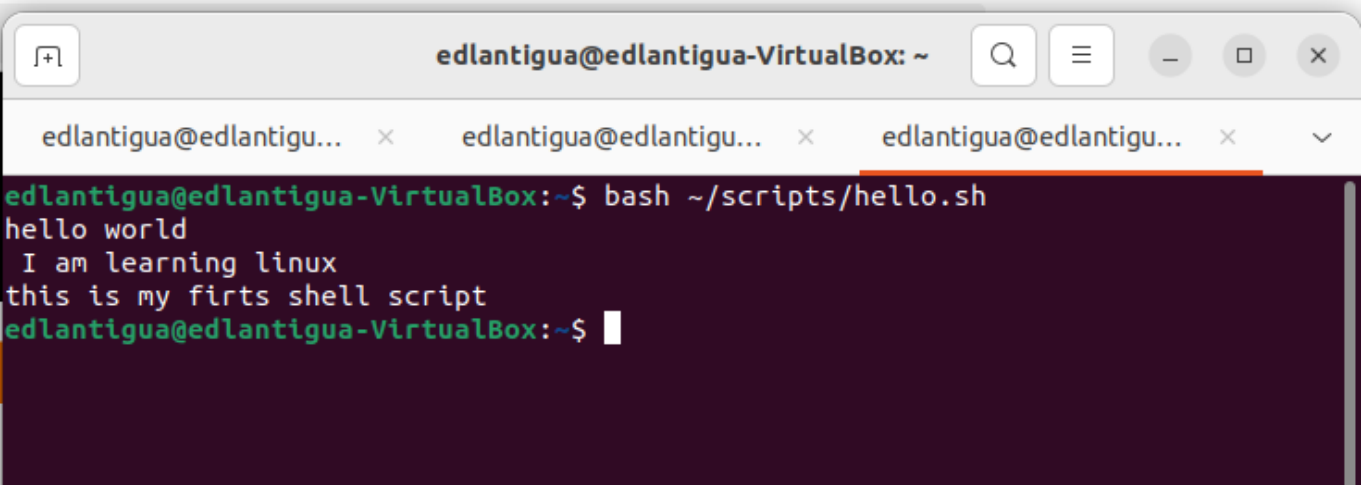 edlantigua@edlantigua-VirtualBox: ~
edlantigua@edlantigu... × edlantigua@edlantigu... × edlantigua@edlantigu... ×
edlantigua@edlantigua-VirtualBox:~$ bash ~/scripts/hello.sh
hello world
 I am learning linux
this is my firts shell script
edlantigua@edlantigua-VirtualBox:~$